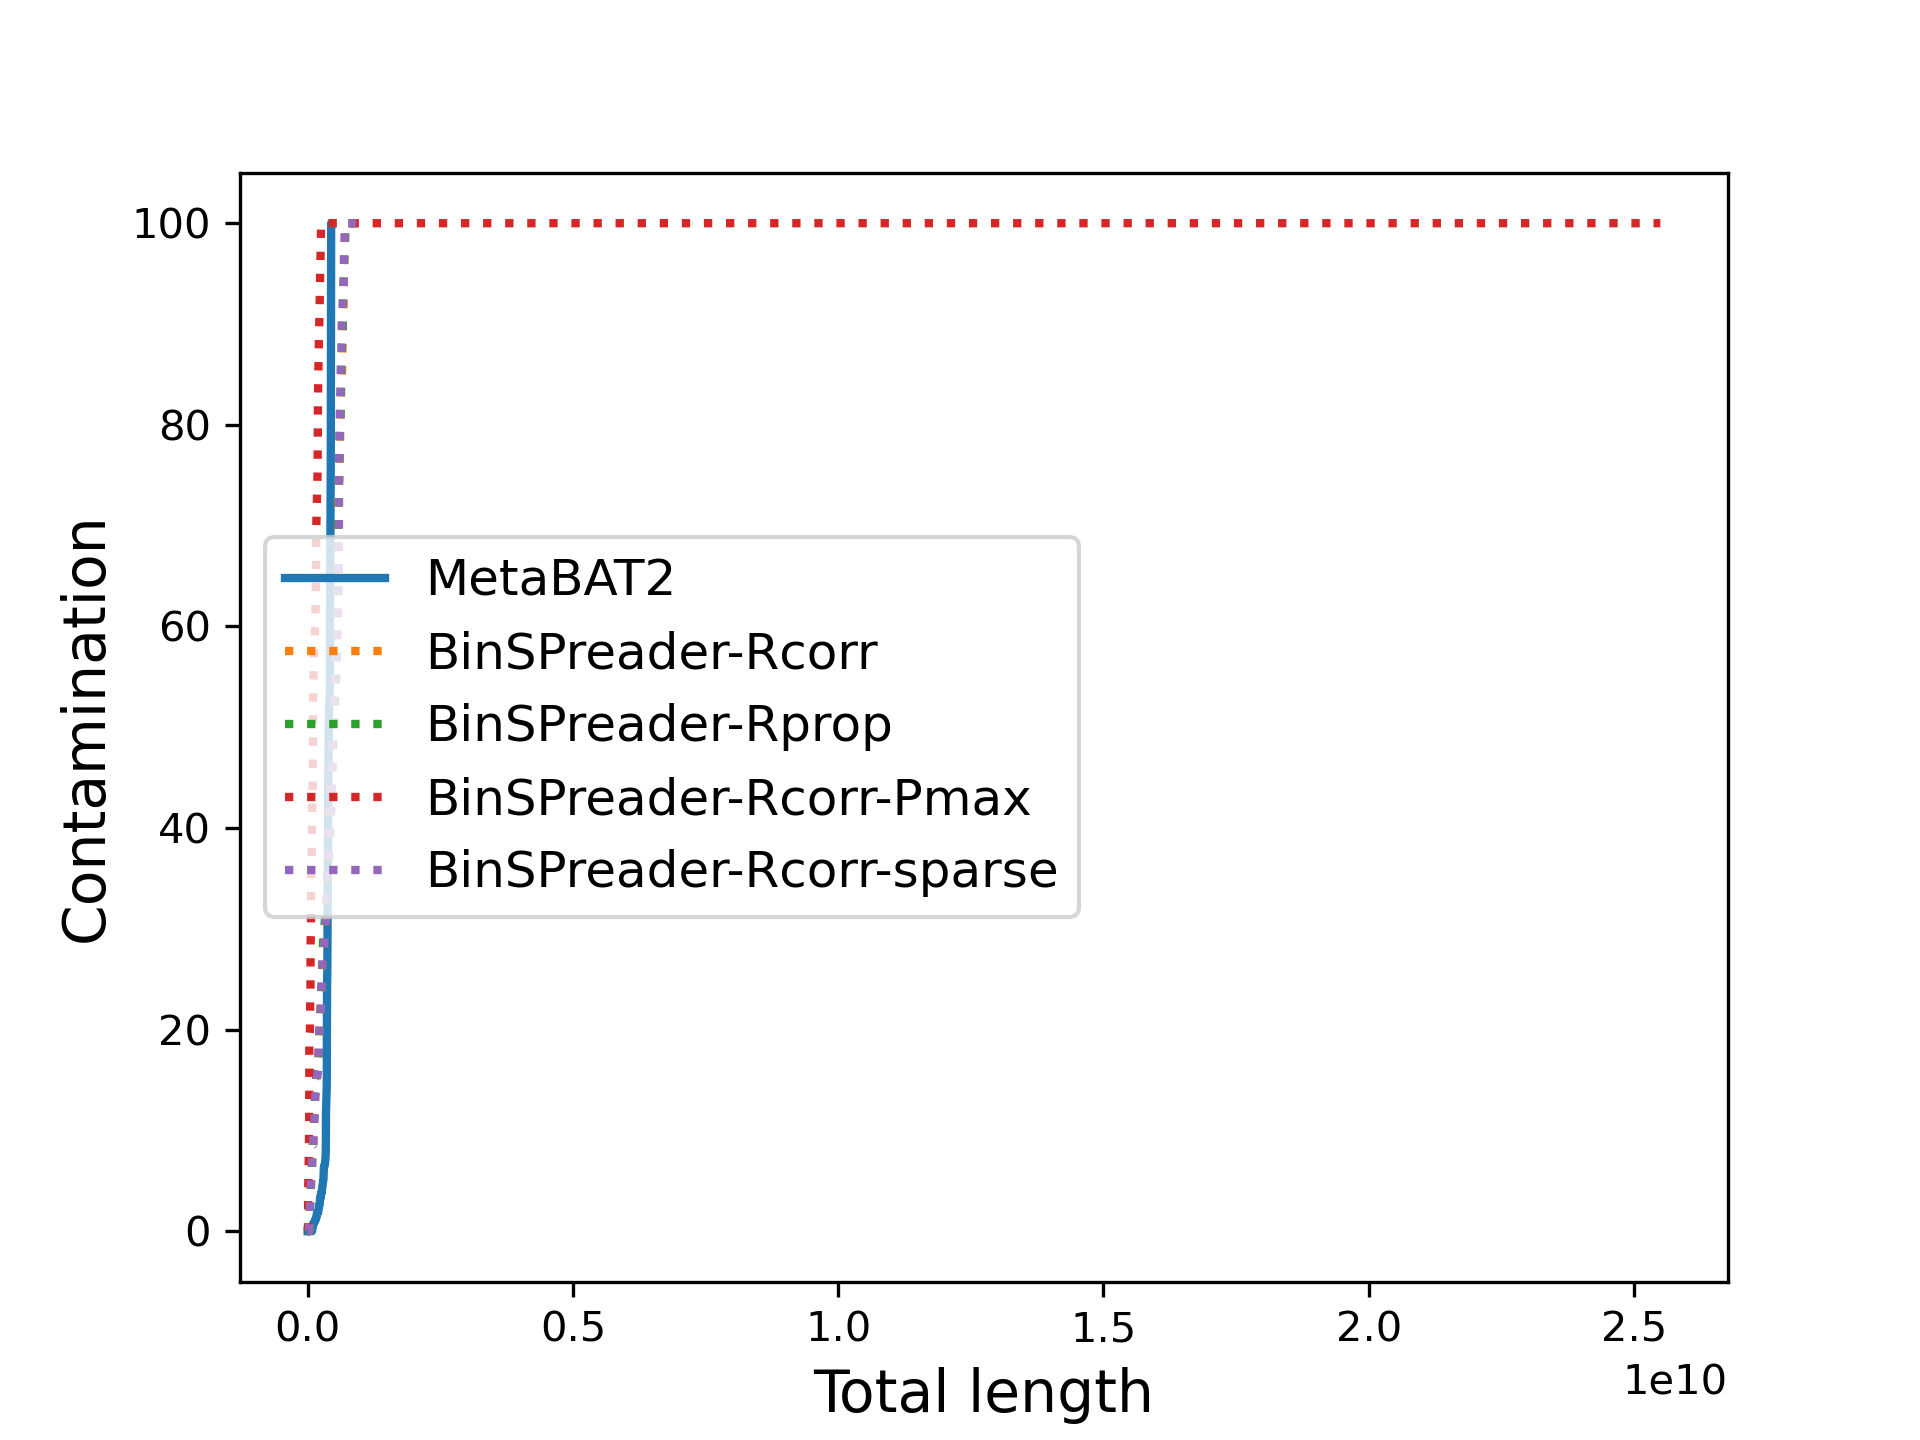 100
80
60
40
20
0
Contamination
MetaBAT2
BinSPreader-Rcorr
BinSPreader-Rprop
BinSPreader-Rcorr-Pmax
BinSPreader-Rcorr-sparse
0.0 0.5 1.0 1.5 2.0 2.5
1e10
Total length